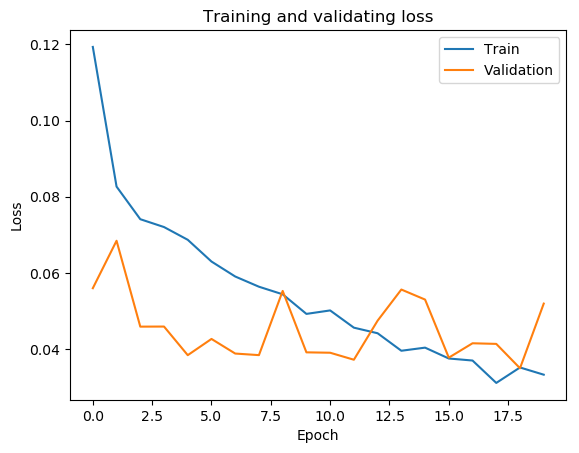 Training and validating loss
Train
Validation
0.12
0.10
0.08
0.06
0.04
Loss
0.0 2.5 5.0 7.5 10.0 12.5 15.0 17.5
Epoch